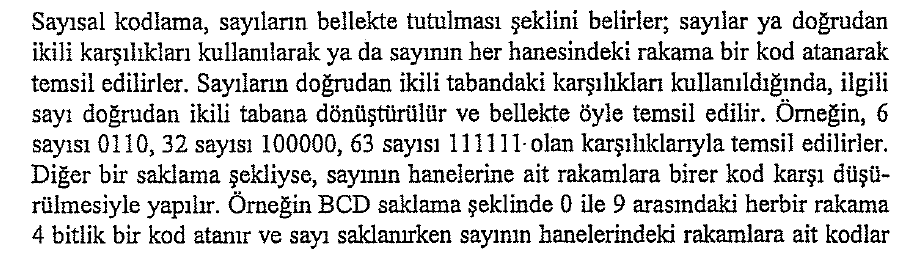 Sayısal kodlama, sayıların bellekte tutulması şeklini belirler; sayılar ya doğrudan
ikili karşılıkları kullanılarak ya da sayının her hanesindeki rakama bir kod atanarak
temsil edilirler. Sayıların doğrudan ikili tabandaki karşılıkları kullanıldığında, ilgili
sayı doğrudan ikili tabana dönüştürülür ve bellekte öyle temsil edilir. Örneğin, 6
sayısı 0110, 32 sayısı 100000, 63 sayısı 111111 olan karşılıklarıyla temsil edilirler.
Diğer bir saklama şekliyse, sayının hanelerine ait rakamlara birer kod karşı düşü-
rülmesiyle yapılır. Örneğin BCD saklama şeklinde 0 ile 9 arasındaki herbir rakama
4 bitlik bir kod atanır ve sayı saklanırken sayının hanelerindeki rakamlara ait kodlar